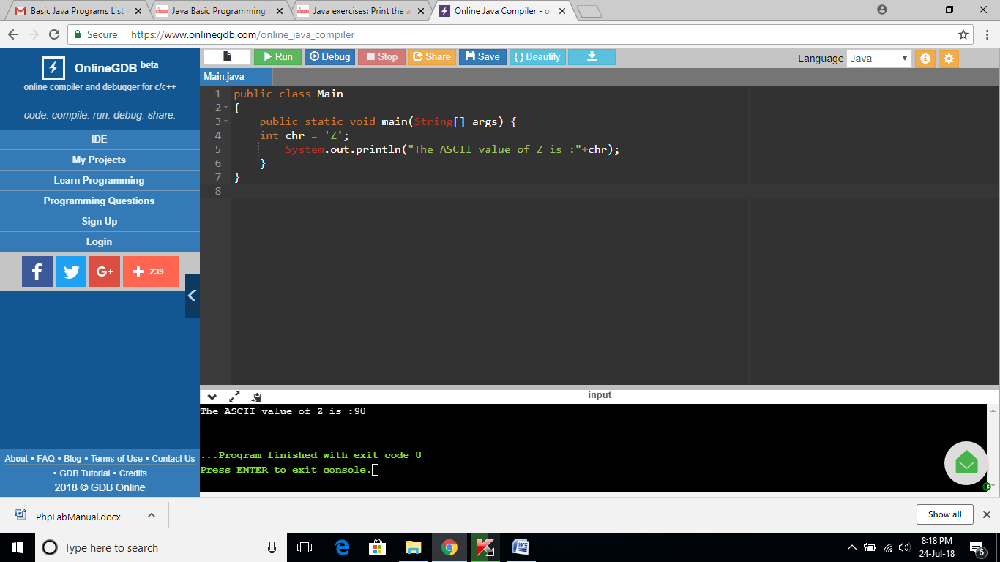 Basic Java Programs List
Java Basic Programming
Java exercises: Print the a
Online Java Compiler - on
Secure
https://www.onlinegdb.com/online_java_compiler
OnlineGDB beta
online compiler and debugger for c/c++
code. compile. run. debug. share.
IDE
My Projects
Learn Programming
Programming Questions
Sign Up
Login
f
G+
239
About • FAQ • Blog • Terms of Use • Contact Us
• GDB Tutorial • Credits
2018 © GDB Online
Run Debug Stop Share Save { } Beautify
Language Java
Main.java
1 public class Main
2 {
3 public static void main(String[] args) {
4 int chr = 'Z';
5 System.out.println("The ASCII value of Z is :"+chr);
6 }
7 }
8
input
The ASCII value of Z is :90
...Program finished with exit code 0
Press ENTER to exit console.
PhpLabManual.docx
Show all
Type here to search
8:18 PM
24-Jul-18
6